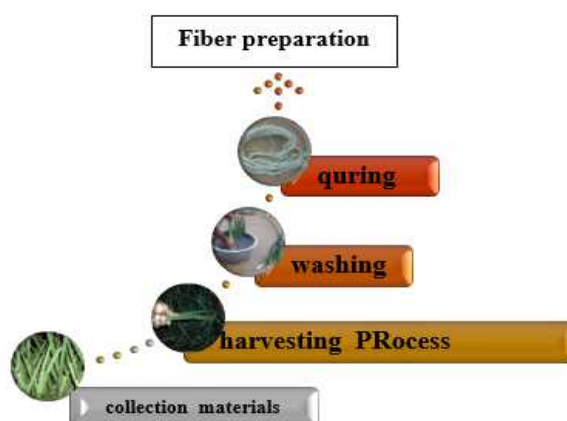 Fiber preparation
quring
washing
harvesting PRocess
collection materials